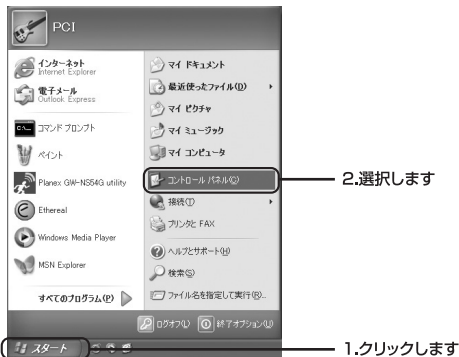 PCI
インターネット
Internet Explorer
電子メール
Outlook Express
コマンド プロンプト
ペイント
Planex GW-NS54G utility
Ethereal
Windows Media Player
MSN Explorer
すべてのプログラム(P)
マイ ドキュメント
最近使ったファイル(D)
マイ ピクチャ
マイ ミュージック
マイ コンピュータ
コントロール パネル(C)
接続(T)
プリンタと FAX
ヘルプとサポート(H)
検索(S)
ファイル名を指定して実行(R)...
ログオフ(L)
終了オプション(U)
スタート
2.選択します
1.クリックします